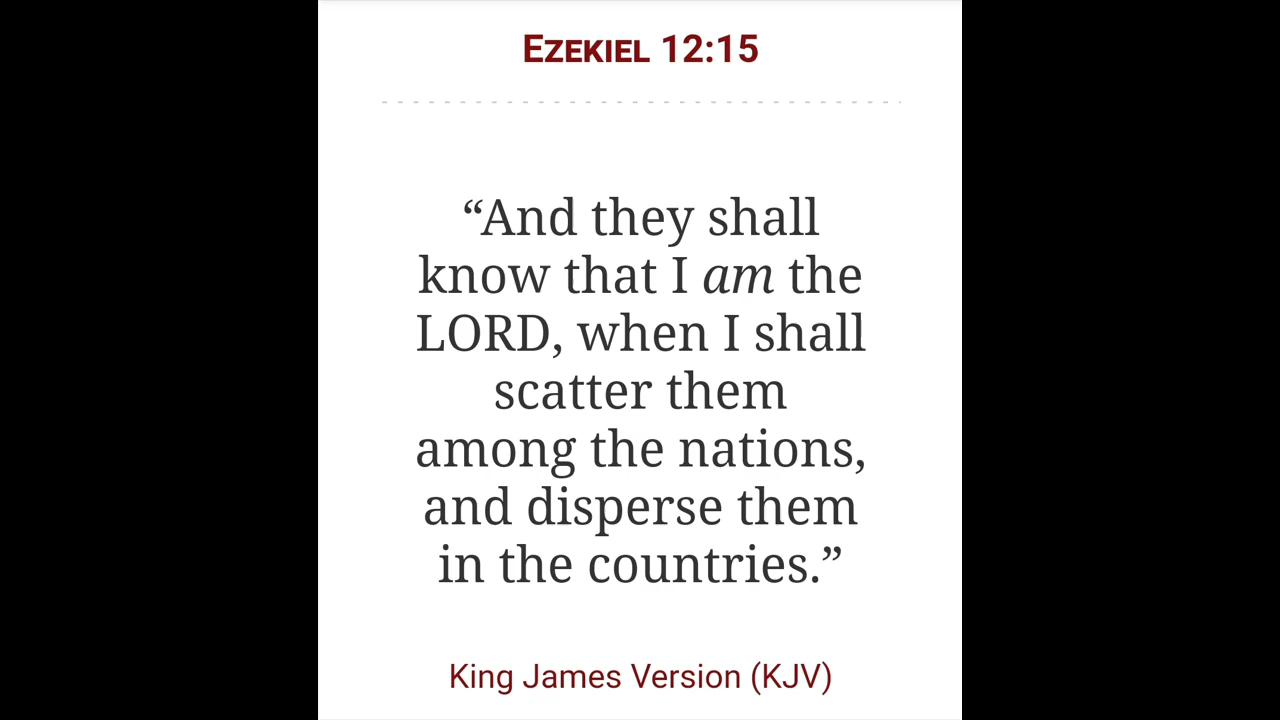 EZEKIEL 12:15
“And they shall
know that I am the
LORD, when I shall
scatter them
among the nations,
and disperse them
in the countries.”
King James Version (KJV)